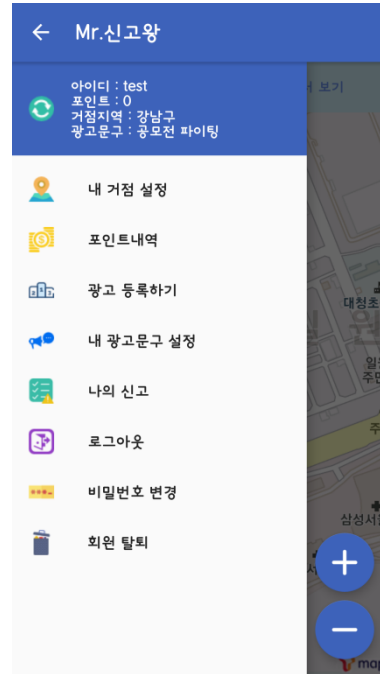 Mr.신고왕
아이디 : test
포인트 : 0
거점지역 : 강남구
광고문구 : 공모전 파이팅
보기
내 거점 설정
포인트내역
광고 등록하기
대청초
내 광고문구 설정
원
나의 신고
로그아웃
비밀번호 변경
삼성서
회원 탈퇴
+
−
map